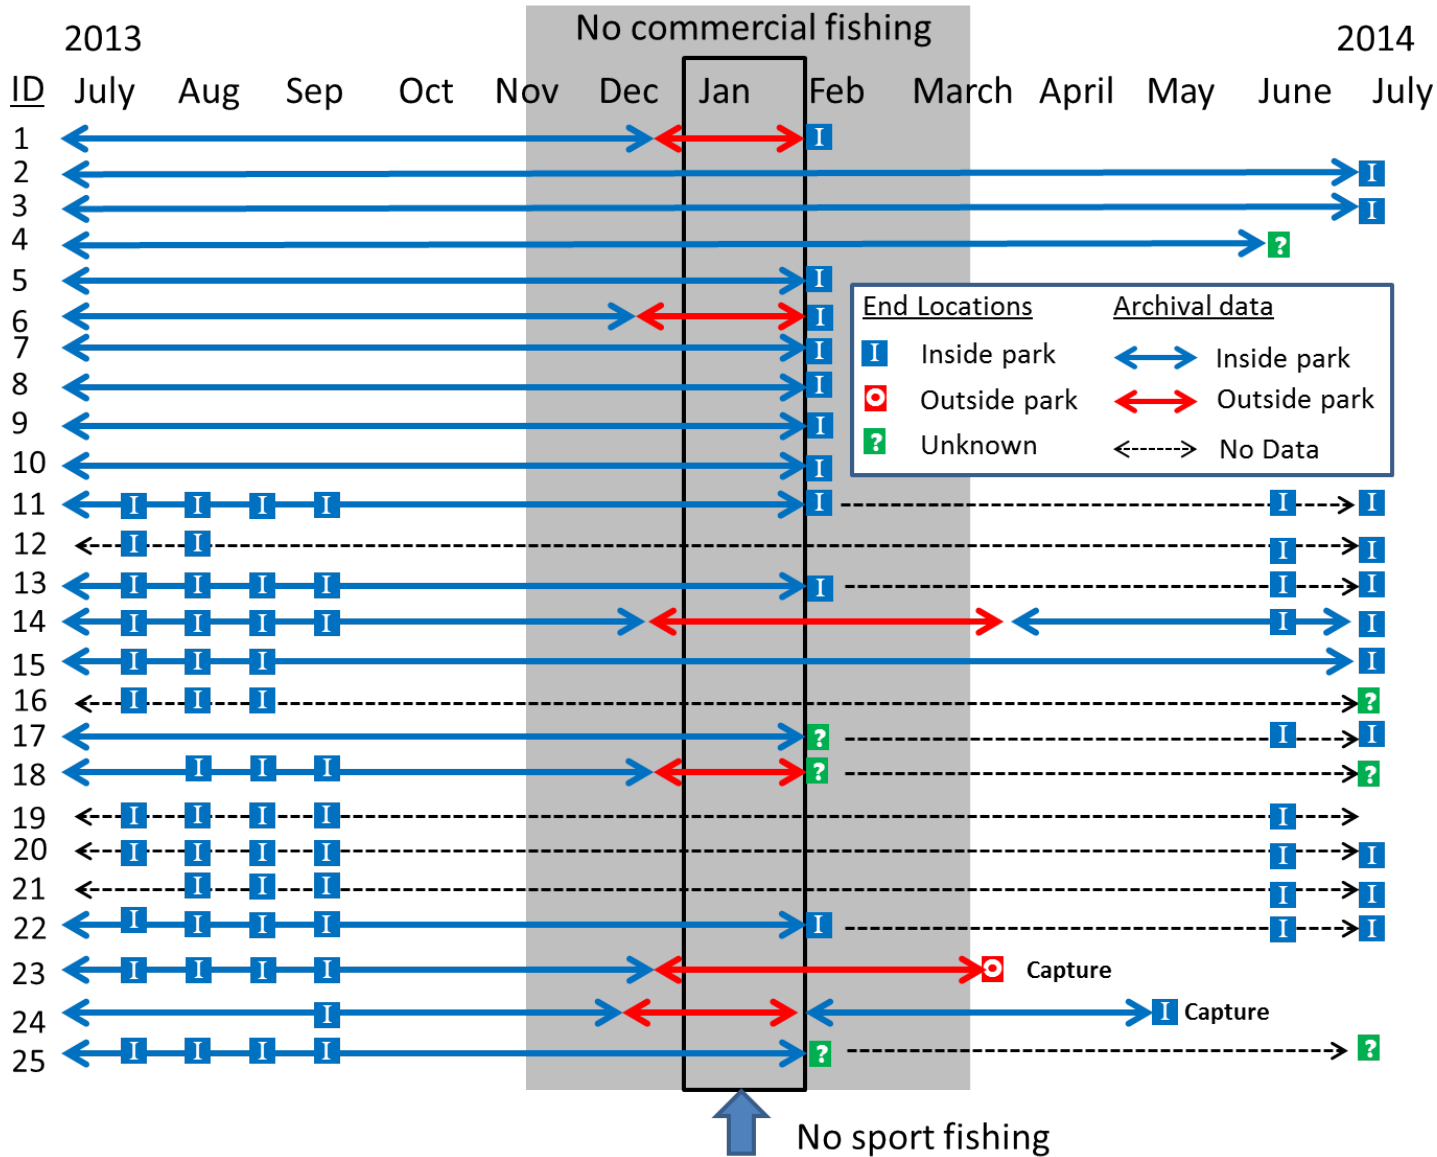 No commercial fishing
2013 2014
ID July Aug Sep Oct Nov Dec Jan Feb March April May June July
1 I
2 I
3 I
4 ?
5 I
End Locations Archival data
6 I
I Inside park Inside park
7 I
8 I
O Outside park Outside park
9 I
? Unknown No Data
10 I
11 I I I I I I I
12 I I I I
13 I I I I I I I
14 I I I I I I
15 I I I I
16 I I I ?
17 ? I I
18 I I I ? ?
19 I I I I I
20 I I I I I I
21 I I I I I
22 I I I I I I I
23 I I I I O Capture
24 I I Capture
25 I I I I ? ?
No sport fishing